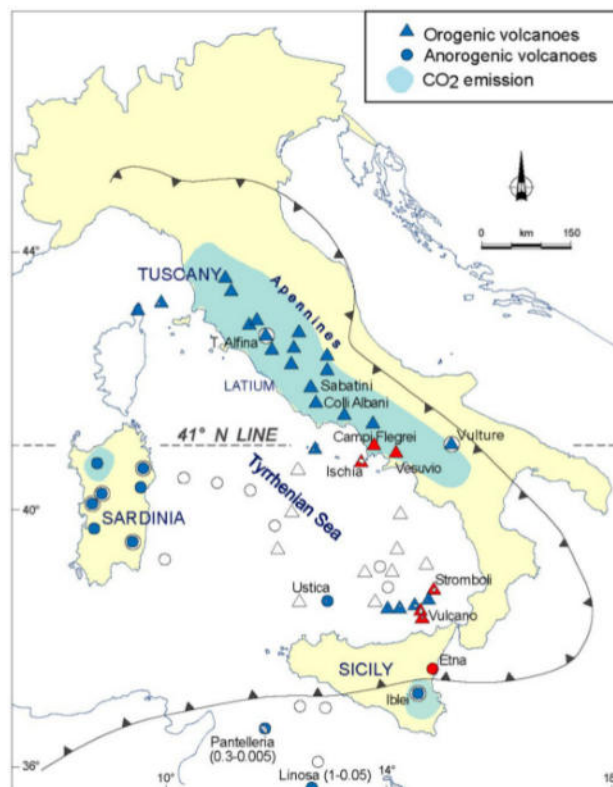 Orogenic volcanoes
Anorogenic volcanoes
CO2 emission
N
0 km 150
44°
TUSCANY
Apennines
T. Alfina
LATIUM
Sabatini
Colli Albani
41° N LINE
Campi Flegrei
Vulture
Ischia
Vesuvio
Tyrrhenian Sea
40°
SARDINIA
Stromboli
Ustica
Vulcano
Etna
SICILY
Iblei
Pantelleria
(0.3-0.005)
36°
10°
Linosa (1-0.05)
14°